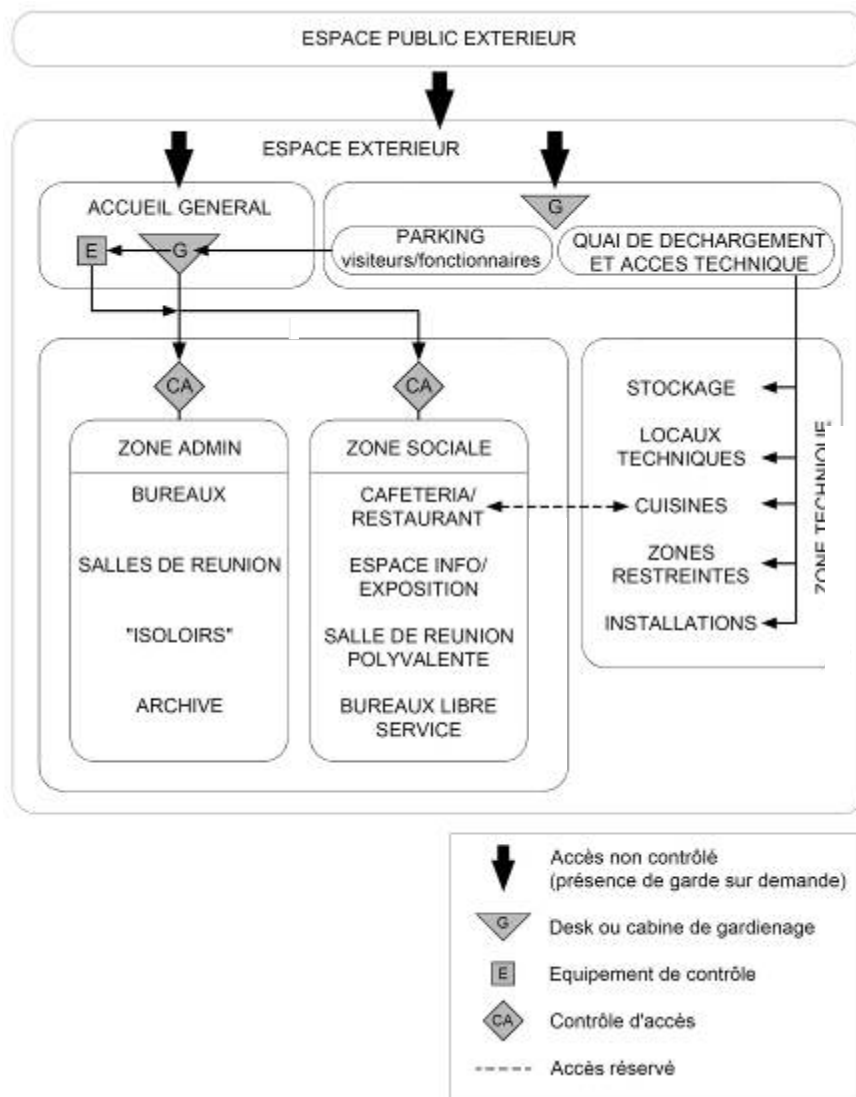 ESPACE PUBLIC EXTERIEUR
ESPACE EXTERIEUR
ACCUEIL GENERAL
E
G
G
PARKING
visiteurs/fonctionnaires
QUAI DE DECHARGEMENT
ET ACCES TECHNIQUE
CA
CA
ZONE ADMIN
BUREAUX
SALLES DE REUNION
"ISOLOIRS"
ARCHIVE
ZONE SOCIALE
CAFETERIA/
RESTAURANT
ESPACE INFO/
EXPOSITION
SALLE DE REUNION
POLYVALENTE
BUREAUX LIBRE
SERVICE
STOCKAGE
LOCAUX
TECHNIQUES
CUISINES
ZONES
RESTREINTES
INSTALLATIONS
ZONE TECHNIQUE
Accès non contrôlé
(présence de garde sur demande)
G
Desk ou cabine de gardienage
E
Equipement de contrôle
CA
Contrôle d'accès
Accès réservé